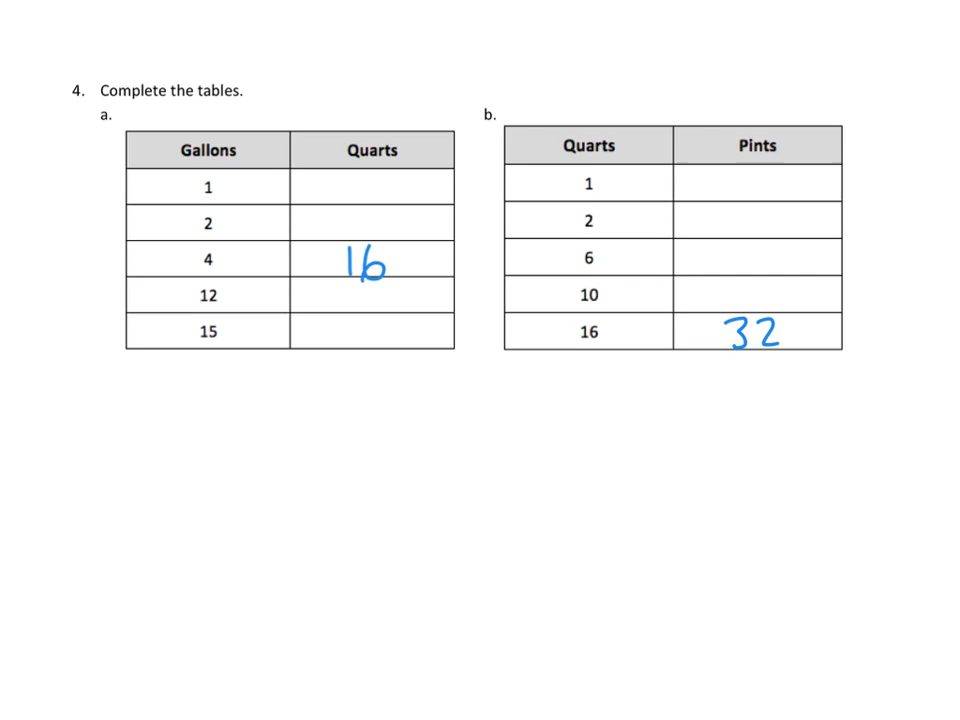 4. Complete the tables.
a.
Gallons Quarts
1
2
4 16
12
15
b.
Quarts Pints
1
2
6
10
16 32